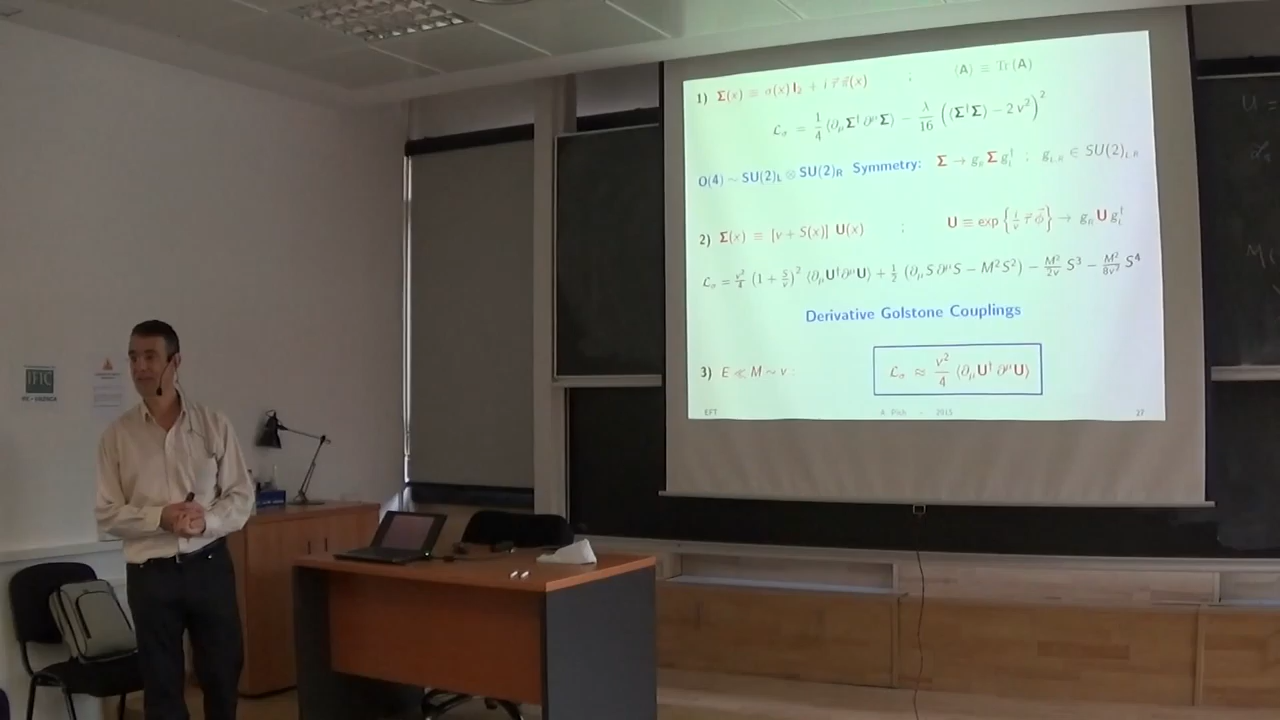 1) Σ(x) ≡ σ(x) I₂ + i τ⃗ π⃗(x) ; ⟨A⟩ ≡ Tr(A)
𝓛σ = 1/4 ⟨∂μΣ† ∂^μΣ⟩ − λ/16 (⟨Σ†Σ⟩ − 2v²)²
O(4) ~ SU(2)L ⊗ SU(2)R Symmetry: Σ → gR Σ gL† ; gL,R ∈ SU(2)L,R
2) Σ(x) ≡ [v + S(x)] U(x) ; U ≡ exp {i/v τ⃗ φ⃗} → gR U gL†
𝓛σ = v²/4 (1 + S/v)² ⟨∂μU† ∂^μU⟩ + 1/2 (∂μS ∂^μS − M²S²) − M²/2v S³ − M²/8v² S⁴
Derivative Golstone Couplings
3) E ≪ M ~ v :
𝓛σ ≈ v²/4 ⟨∂μU† ∂^μU⟩
EFT A. Pich - 2015 27
IFIC
U =